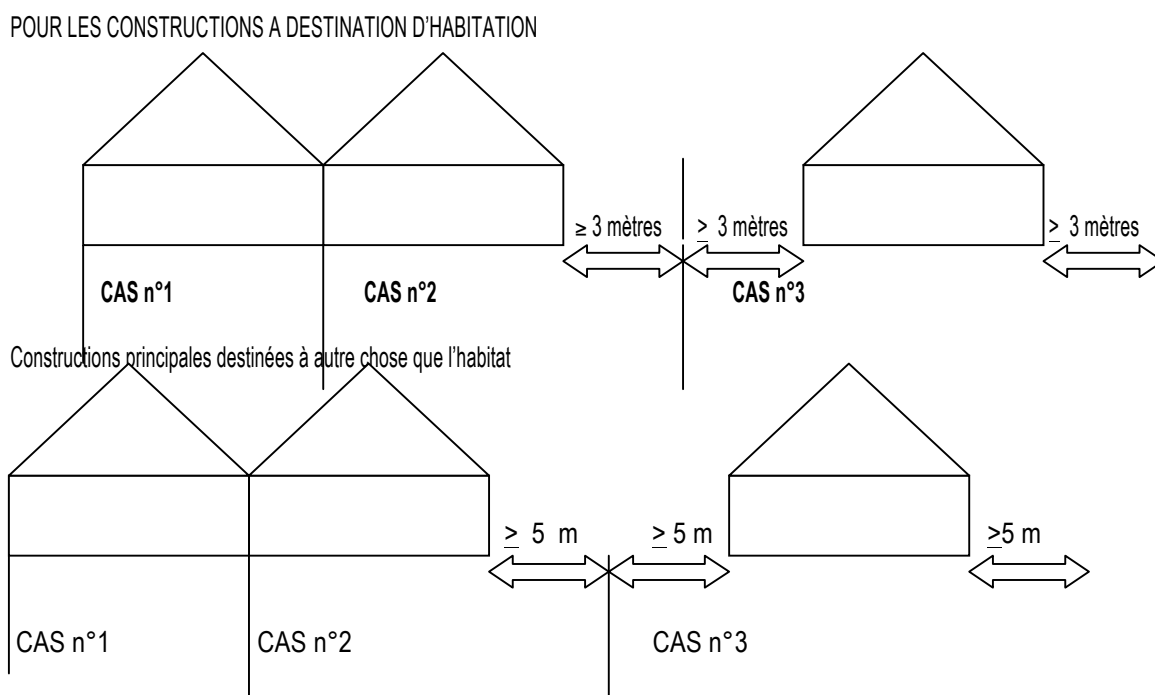 POUR LES CONSTRUCTIONS A DESTINATION D'HABITATION
≥ 3 mètres ≥ 3 mètres ≥ 3 mètres
CAS n°1 CAS n°2 CAS n°3
Constructions principales destinées à autre chose que l'habitat
≥ 5 m ≥ 5 m ≥5 m
CAS n°1 CAS n°2 CAS n°3